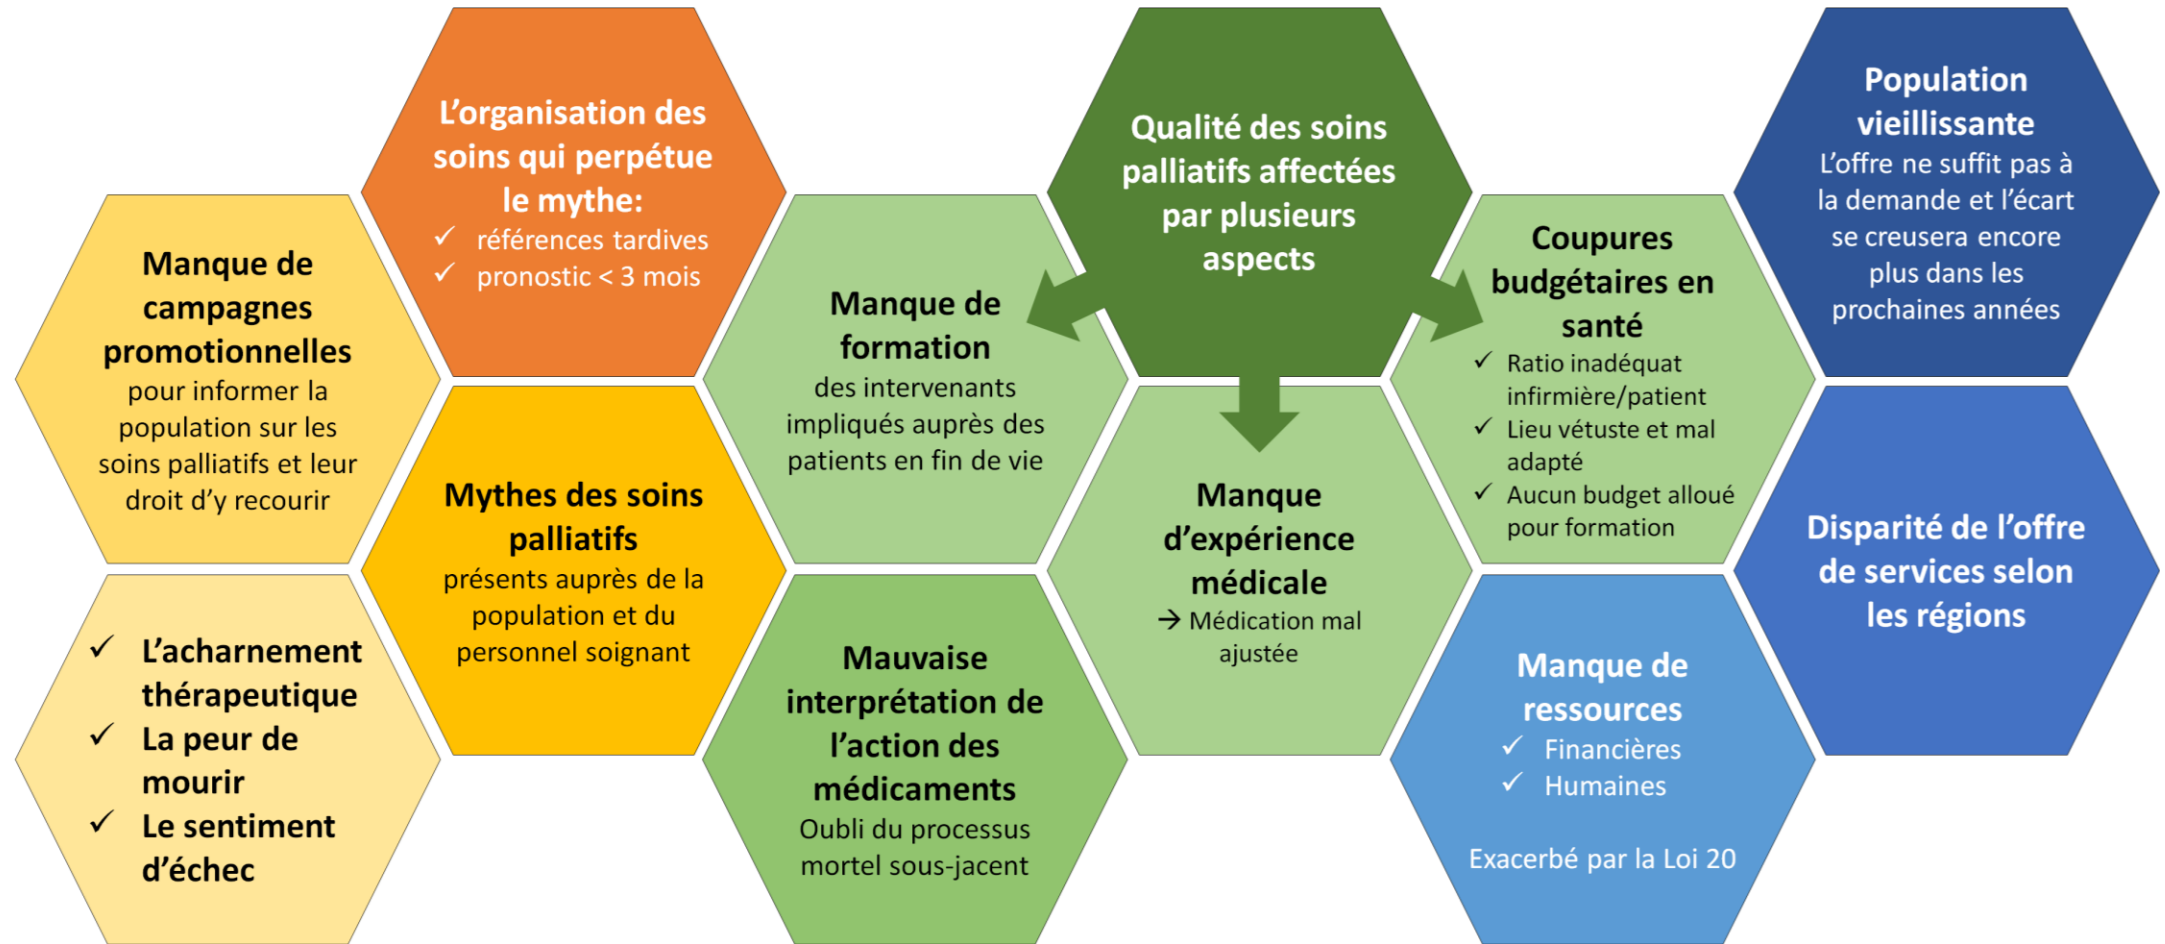 Manque de
campagnes
promotionnelles
pour informer la
population sur les
soins palliatifs et leur
droit d'y recourir
✓ L'acharnement
thérapeutique
✓ La peur de
mourir
✓ Le sentiment
d'échec
L'organisation des
soins qui perpétue
le mythe:
✓ références tardives
✓ pronostic < 3 mois
Mythes des soins
palliatifs
présents auprès de la
population et du
personnel soignant
Manque de
formation
des intervenants
impliqués auprès des
patients en fin de vie
Mauvaise
interprétation de
l'action des
médicaments
Oubli du processus
mortel sous-jacent
Qualité des soins
palliatifs affectées
par plusieurs
aspects
Manque
d'expérience
médicale
→ Médication mal
ajustée
Coupures
budgétaires en
santé
✓ Ratio inadéquat
infirmière/patient
✓ Lieu vétuste et mal
adapté
✓ Aucun budget alloué
pour formation
Manque de
ressources
✓ Financières
✓ Humaines
Exacerbé par la Loi 20
Population
vieillissante
L'offre ne suffit pas à
la demande et l'écart
se creusera encore
plus dans les
prochaines années
Disparité de l'offre
de services selon
les régions